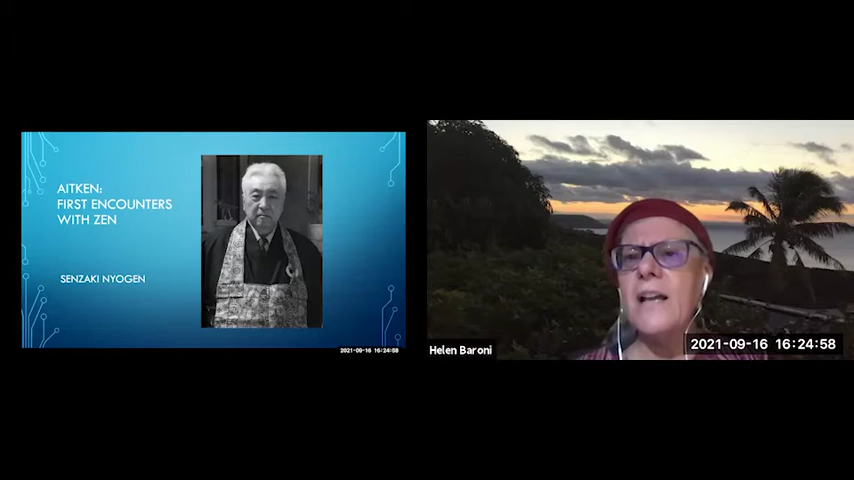 AITKEN:
FIRST ENCOUNTERS
WITH ZEN
SENZAKI NYOGEN
2021-09-16 16:24:58
Helen Baroni
2021-09-16 16:24:58